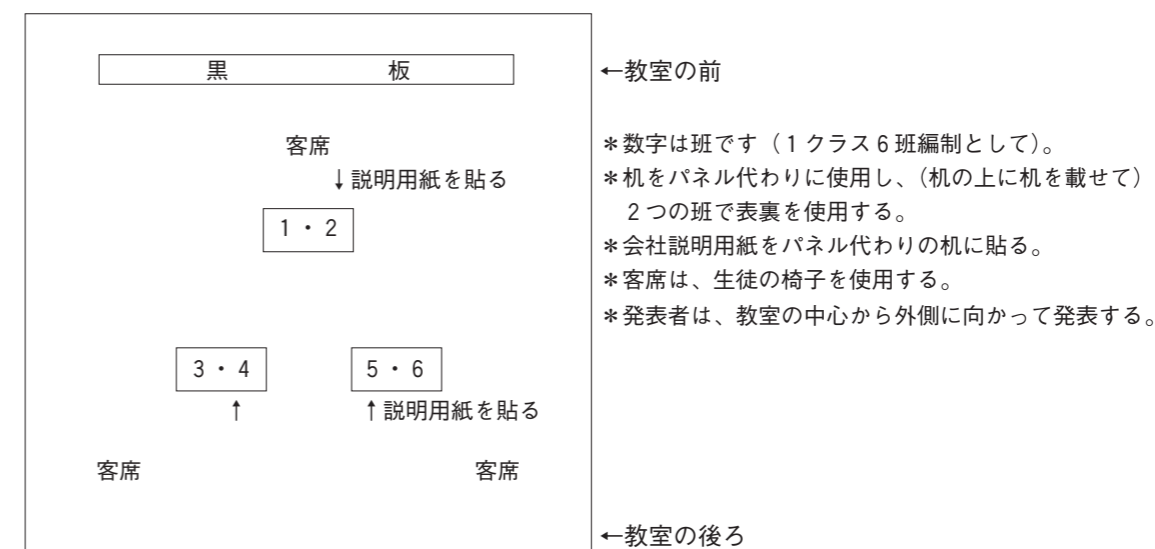 黒 板
←教室の前
客席
↓説明用紙を貼る
1・2
3・4
5・6
↑
↑説明用紙を貼る
客席
客席
←教室の後ろ
＊数字は班です（1クラス6班編制として）。
＊机をパネル代わりに使用し、（机の上に机を載せて）
2つの班で表裏を使用する。
＊会社説明用紙をパネル代わりの机に貼る。
＊客席は、生徒の椅子を使用する。
＊発表者は、教室の中心から外側に向かって発表する。